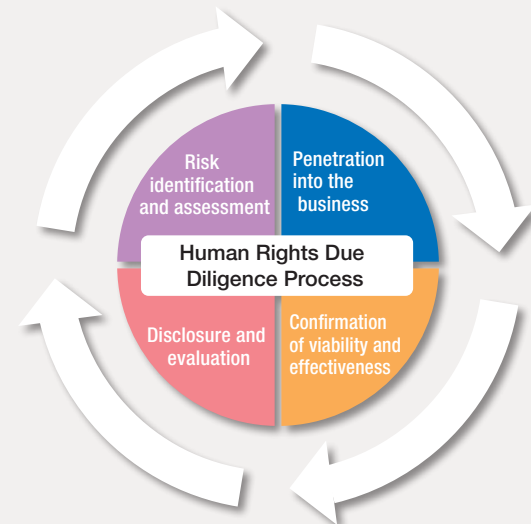 Risk
identification
and assessment
Penetration
into the
business
Human Rights Due
Diligence Process
Disclosure and
evaluation
Confirmation
of viability and
effectiveness